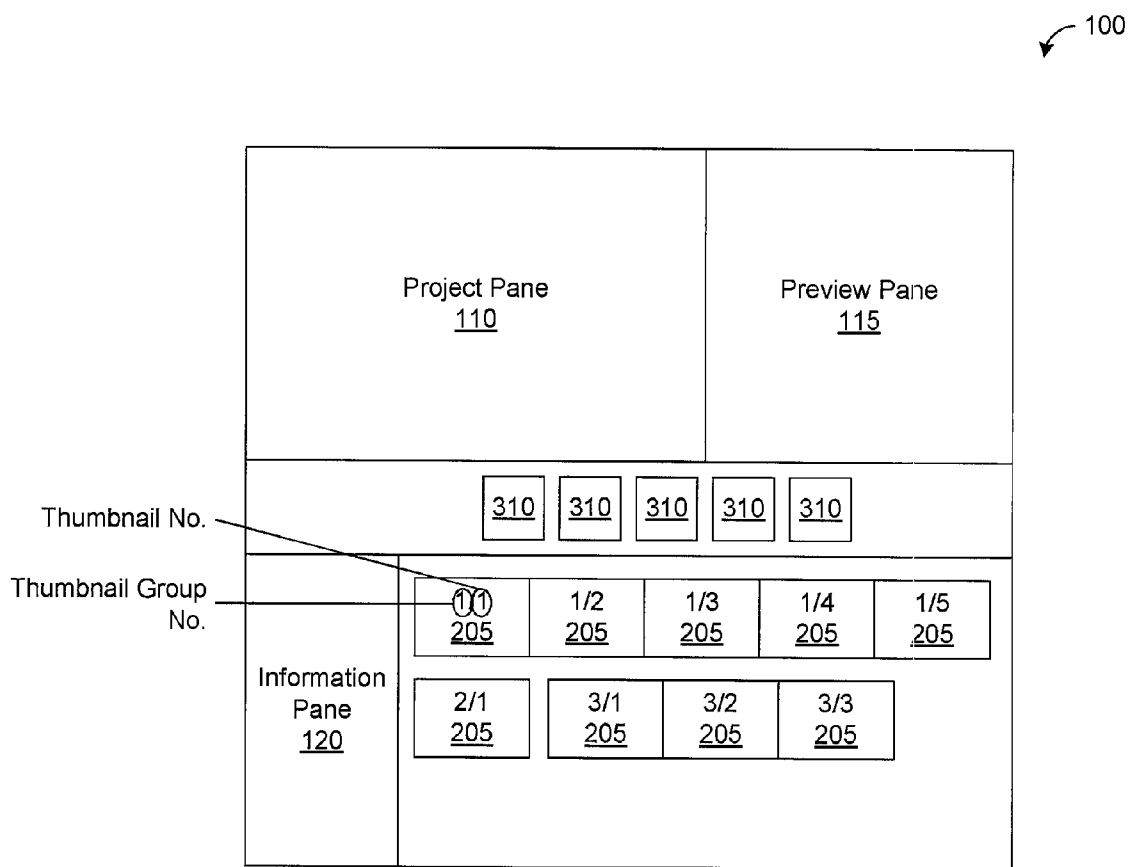 100
Project Pane
110
Preview Pane
115
310 310 310 310 310
Thumbnail No.
Thumbnail Group
No.
1/1 1/2 1/3 1/4 1/5
205 205 205 205 205
Information
Pane
120
2/1 3/1 3/2 3/3
205 205 205 205